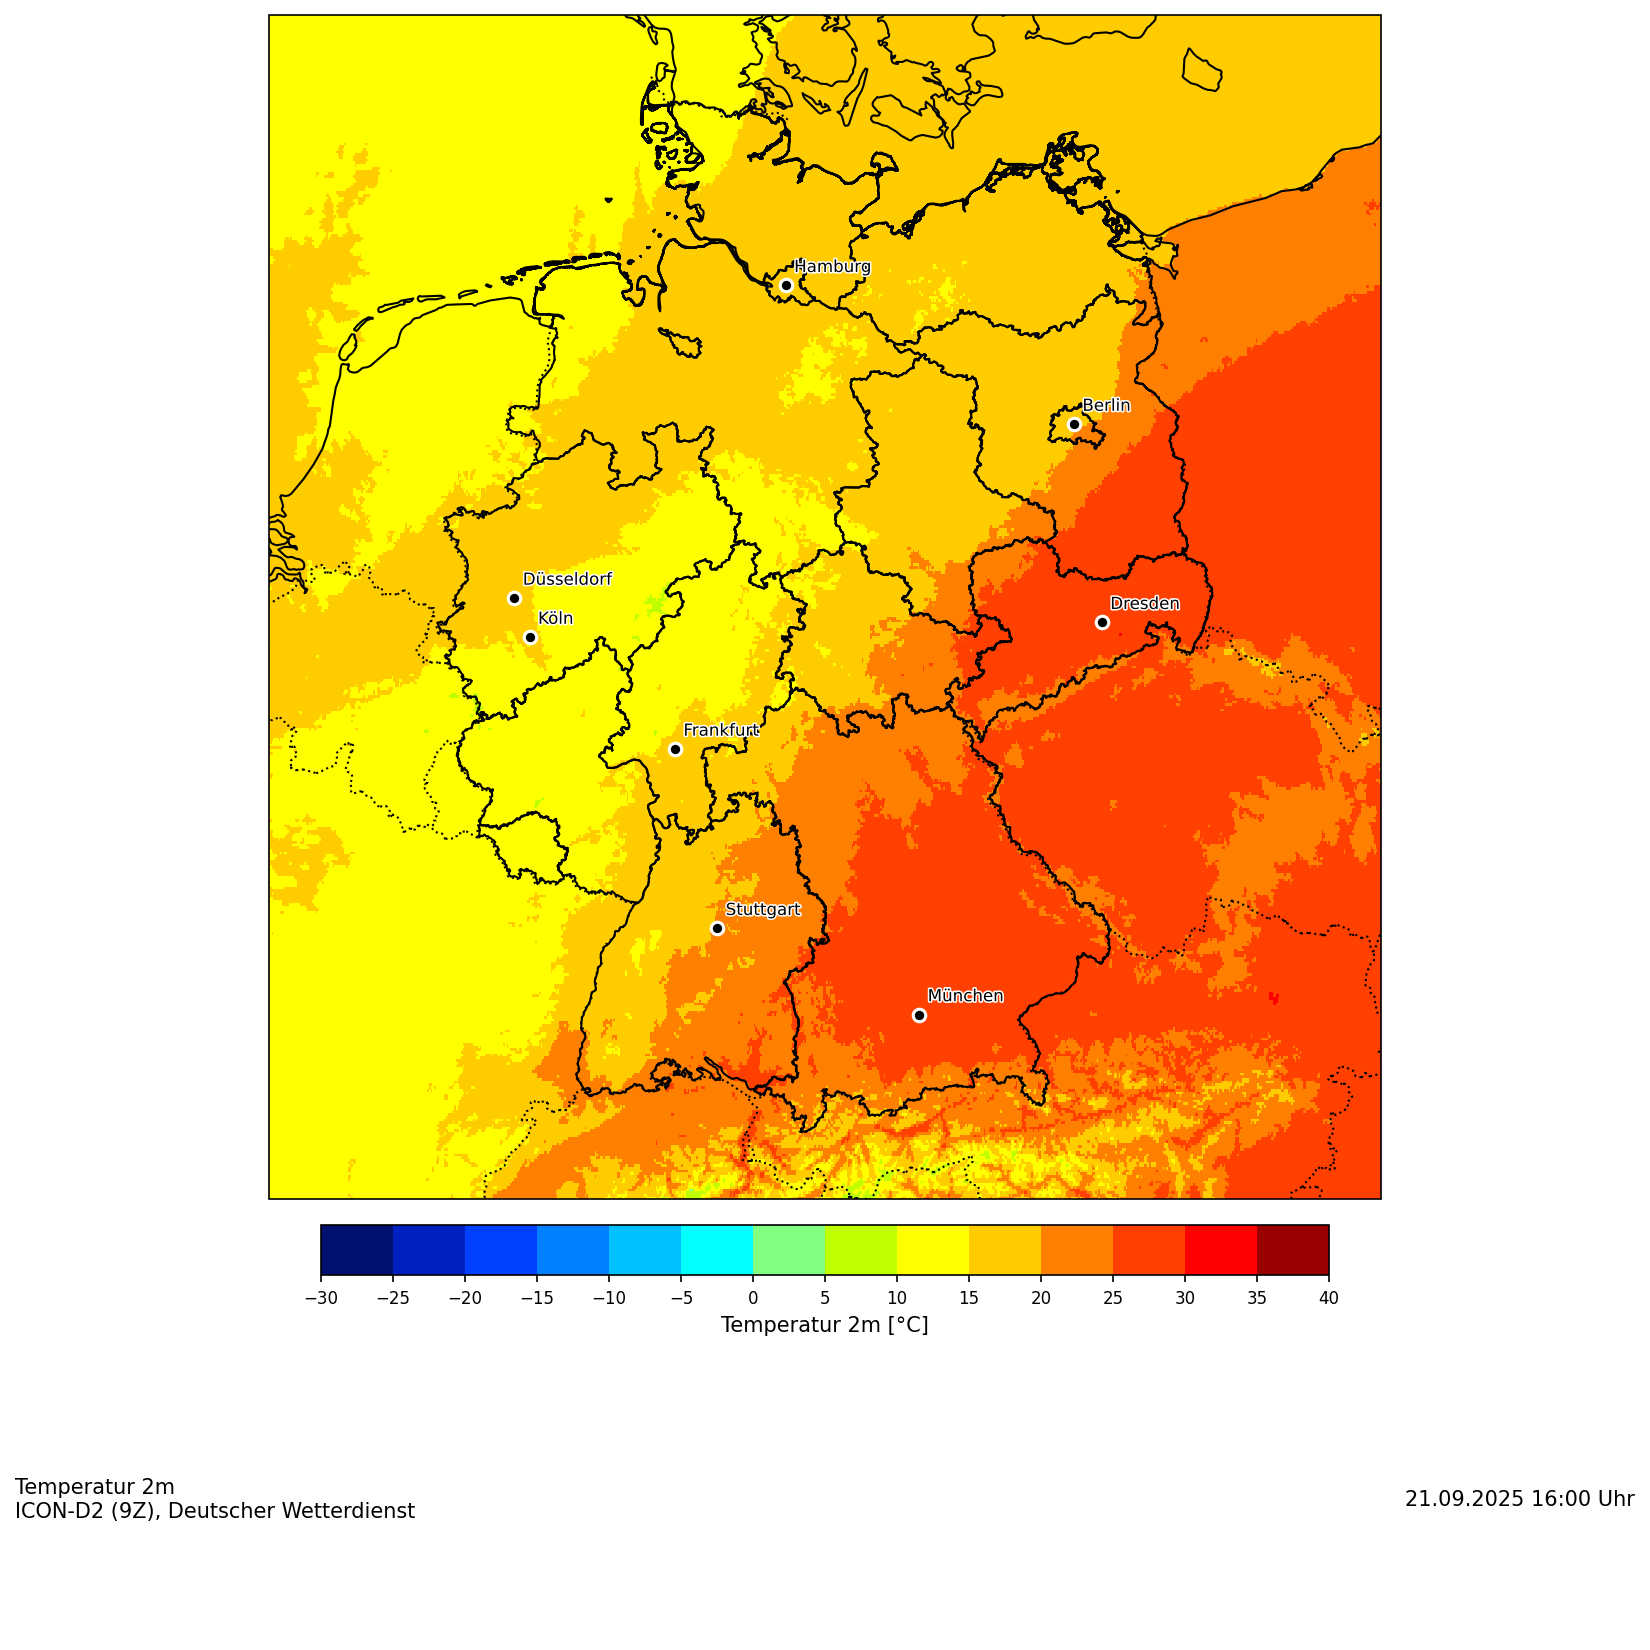 Hamburg
Berlin
Düsseldorf
Dresden
Köln
Frankfurt
Stuttgart
München
−30 −25 −20 −15 −10 −5 0 5 10 15 20 25 30 35 40
Temperatur 2m [°C]
Temperatur 2m
ICON-D2 (9Z), Deutscher Wetterdienst
21.09.2025 16:00 Uhr